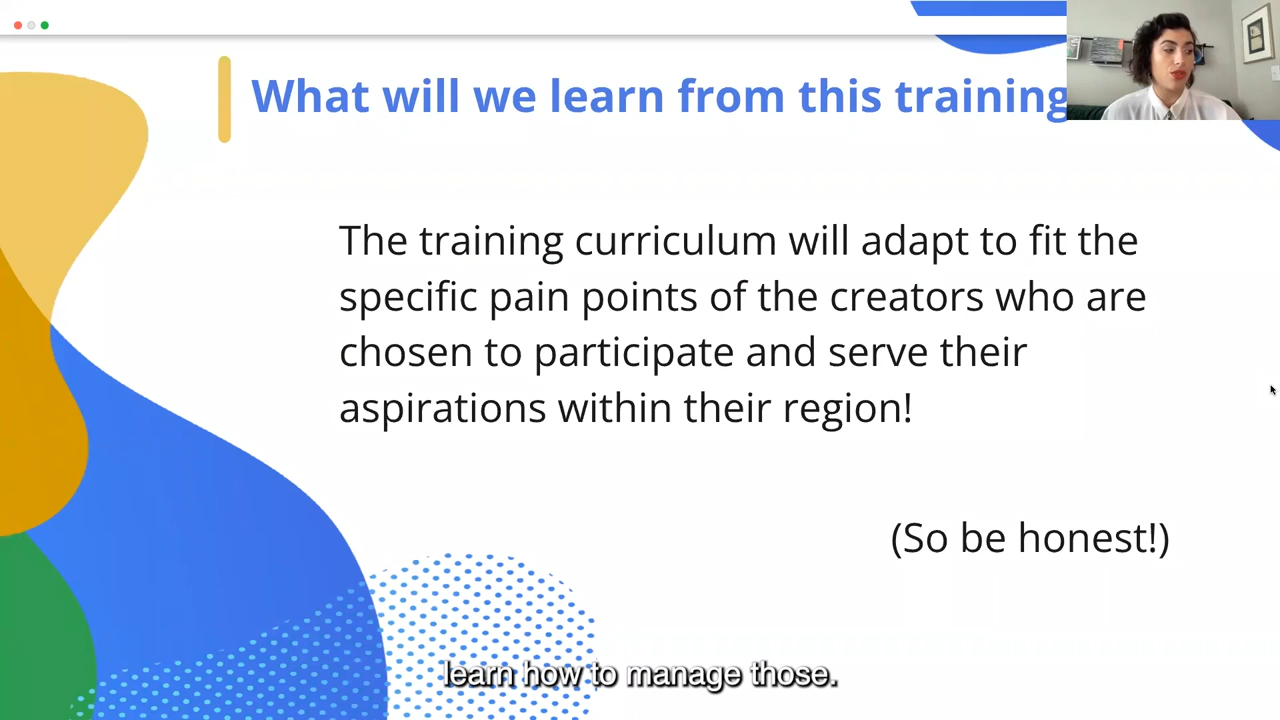 What will we learn from this training
The training curriculum will adapt to fit the
specific pain points of the creators who are
chosen to participate and serve their
aspirations within their region!
(So be honest!)
learn how to manage those.